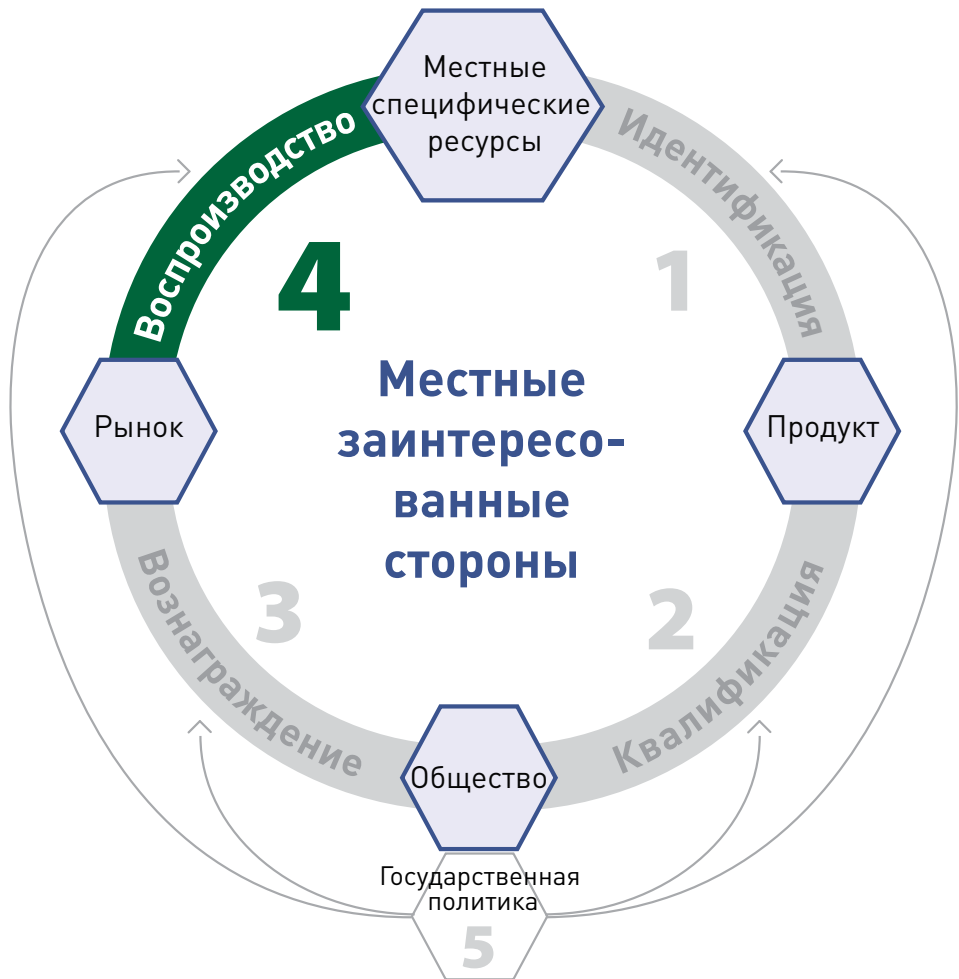 Местные
специфические
ресурсы
Воспроизводство
Идентификация
4
1
Рынок
Местные
заинтересо-
ванные
стороны
Продукт
3
2
Вознаграждение
Квалификация
Общество
Государственная
политика
5